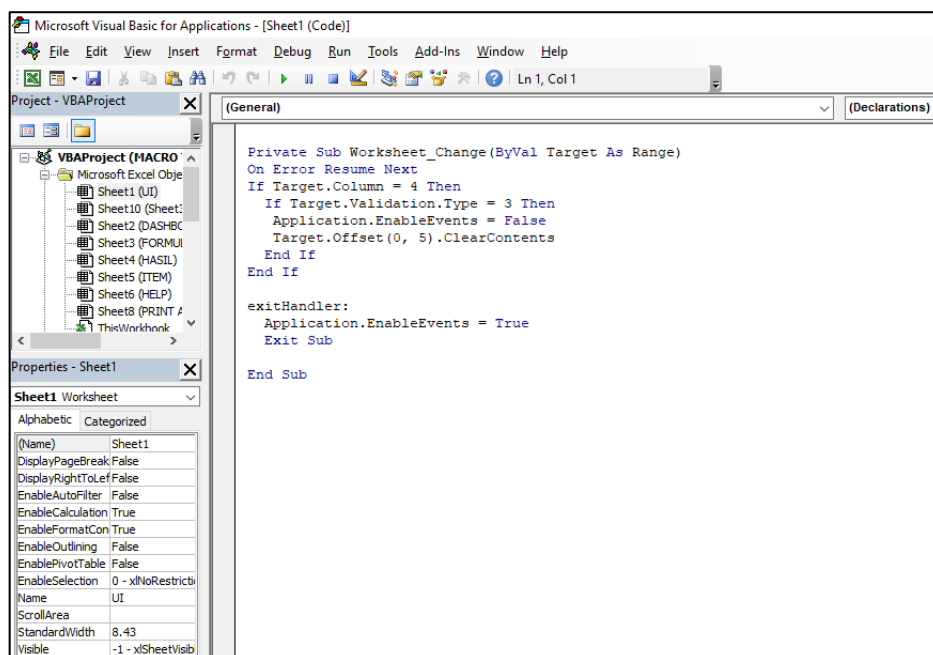 Microsoft Visual Basic for Applications - [Sheet1 (Code)]
File Edit View Insert Format Debug Run Tools Add-Ins Window Help
Ln 1, Col 1
Project - VBAProject
VBAProject (MACRO
Microsoft Excel Obje
Sheet1 (UI)
Sheet10 (Sheet3
Sheet2 (DASHBO
Sheet3 (FORMUL
Sheet4 (HASIL)
Sheet5 (ITEM)
Sheet6 (HELP)
Sheet8 (PRINT A
ThisWorkbook
Properties - Sheet1
Sheet1 Worksheet
Alphabetic Categorized
(Name) Sheet1
DisplayPageBreak False
DisplayRightToLef False
EnableAutoFilter False
EnableCalculation True
EnableFormatCon True
EnableOutlining False
EnablePivotTable False
EnableSelection 0 - xlNoRestricti
Name UI
ScrollArea
StandardWidth 8.43
Visible -1 - xlSheetVisib
(General) (Declarations)
Private Sub Worksheet_Change(ByVal Target As Range)
On Error Resume Next
If Target.Column = 4 Then
If Target.Validation.Type = 3 Then
Application.EnableEvents = False
Target.Offset(0, 5).ClearContents
End If
End If
exitHandler:
Application.EnableEvents = True
Exit Sub
End Sub